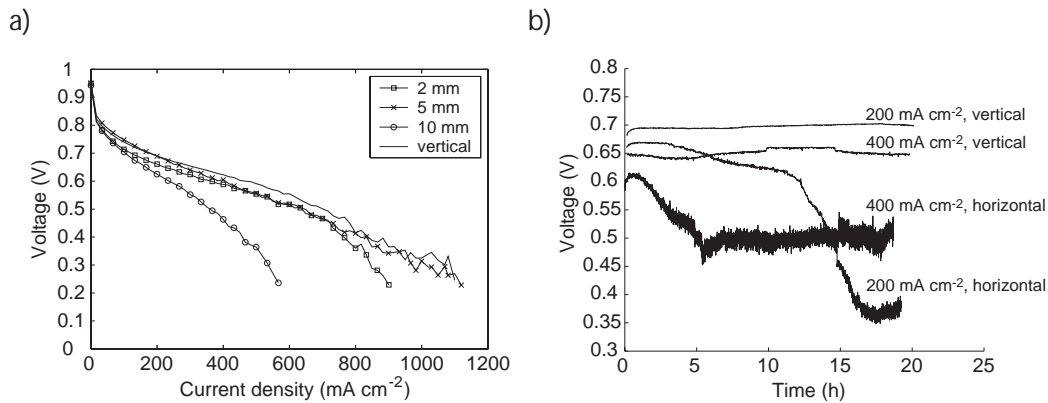 a)
1
0.9
0.8
0.7
0.6
0.5
0.4
0.3
0.2
0.1
0
Voltage (V)
0
200
400
600
800
1000
1200
Current density (mA cm-2)
2 mm
5 mm
10 mm
vertical
b)
0.8
0.75
0.7
0.65
0.6
0.55
0.5
0.45
0.4
0.35
0.3
Voltage (V)
0
5
10
15
20
25
Time (h)
200 mA cm-2, vertical
400 mA cm-2, vertical
400 mA cm-2, horizontal
200 mA cm-2, horizontal